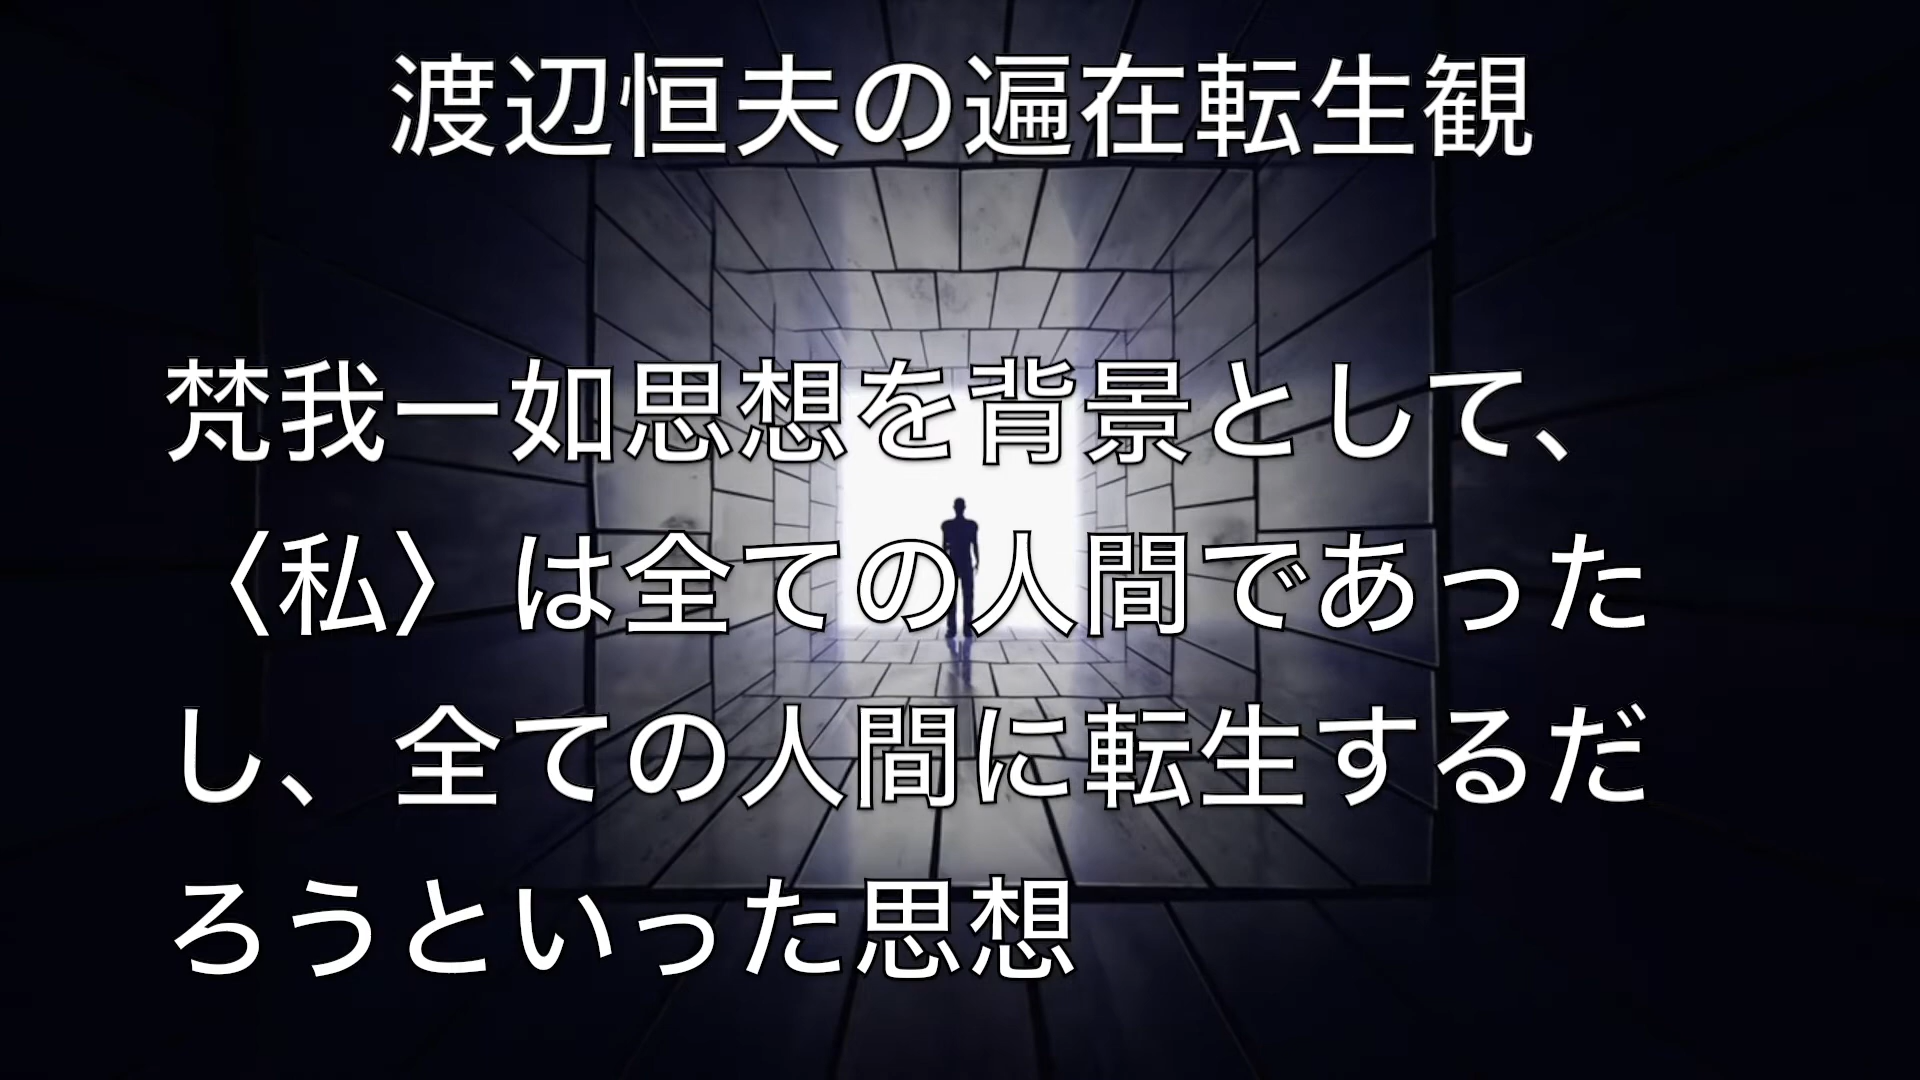 渡辺恒夫の遍在転生観
梵我一如思想を背景として、
〈私〉は全ての人間であった
し、全ての人間に転生するだ
ろうといった思想